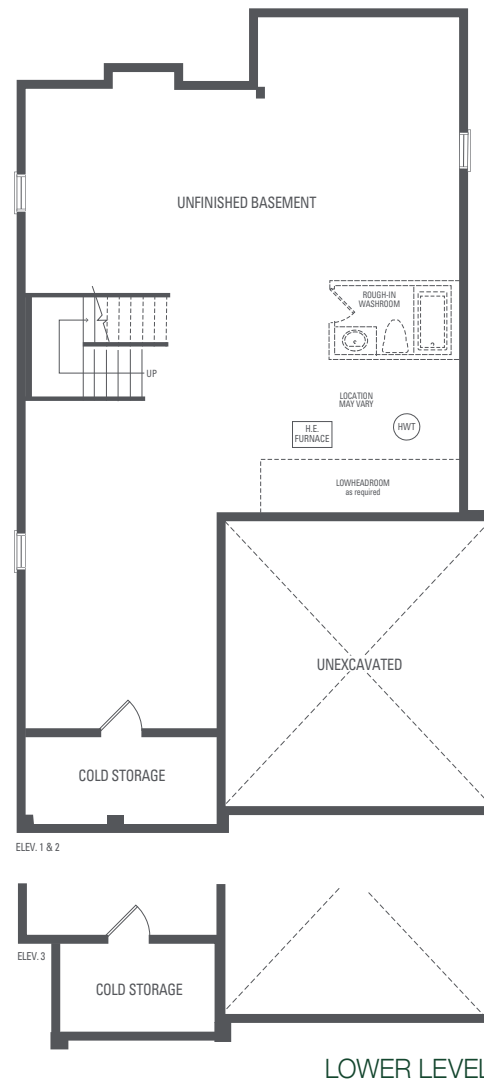 UNFINISHED BASEMENT
ROUGH-IN
WASHROOM
UP
LOCATION
MAY VARY
H.E.
FURNACE
HWT
LOWHEADROOM
as required
UNEXCAVATED
COLD STORAGE
ELEV. 1 & 2
ELEV. 3
COLD STORAGE
LOWER LEVEL